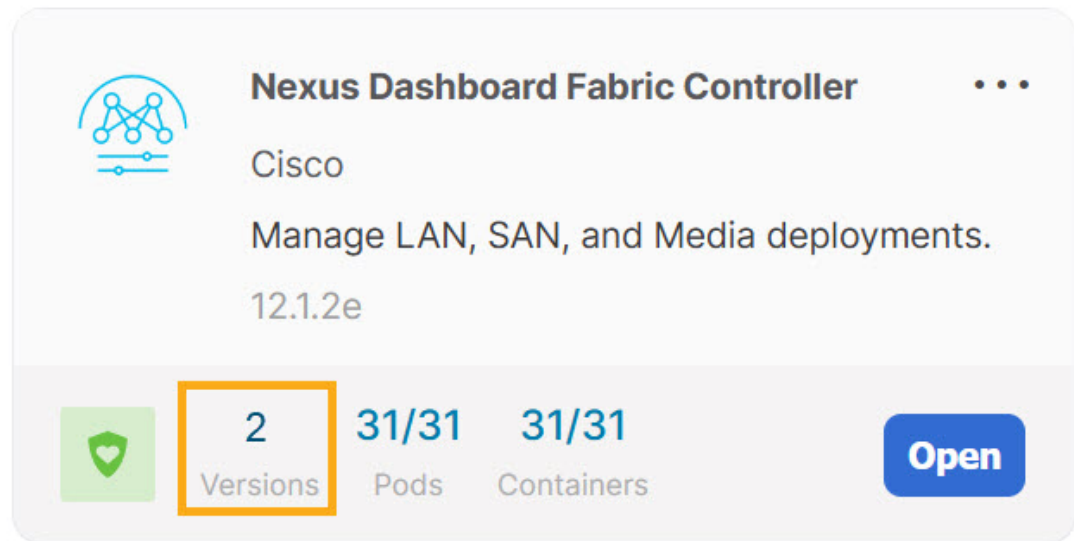 Nexus Dashboard Fabric Controller
Cisco
Manage LAN, SAN, and Media deployments.
12.1.2e
2 31/31 31/31
Versions Pods Containers
Open